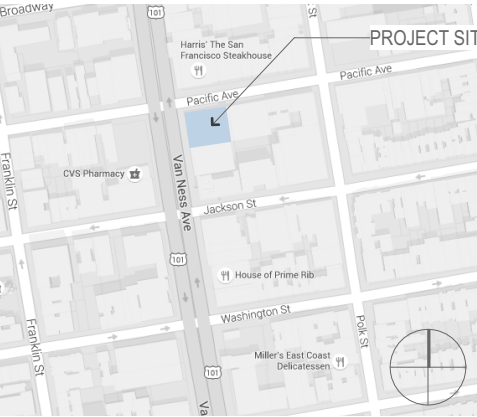 Broadway
101
St
Harris' The San
Francisco Steakhouse
PROJECT SIT
Pacific Ave
Pacific Ave
Franklin St
CVS Pharmacy
Van Ness Ave
Jackson St
101
House of Prime Rib
Washington St
Franklin St
Polk St
Miller's East Coast
Delicatessen
101
Va